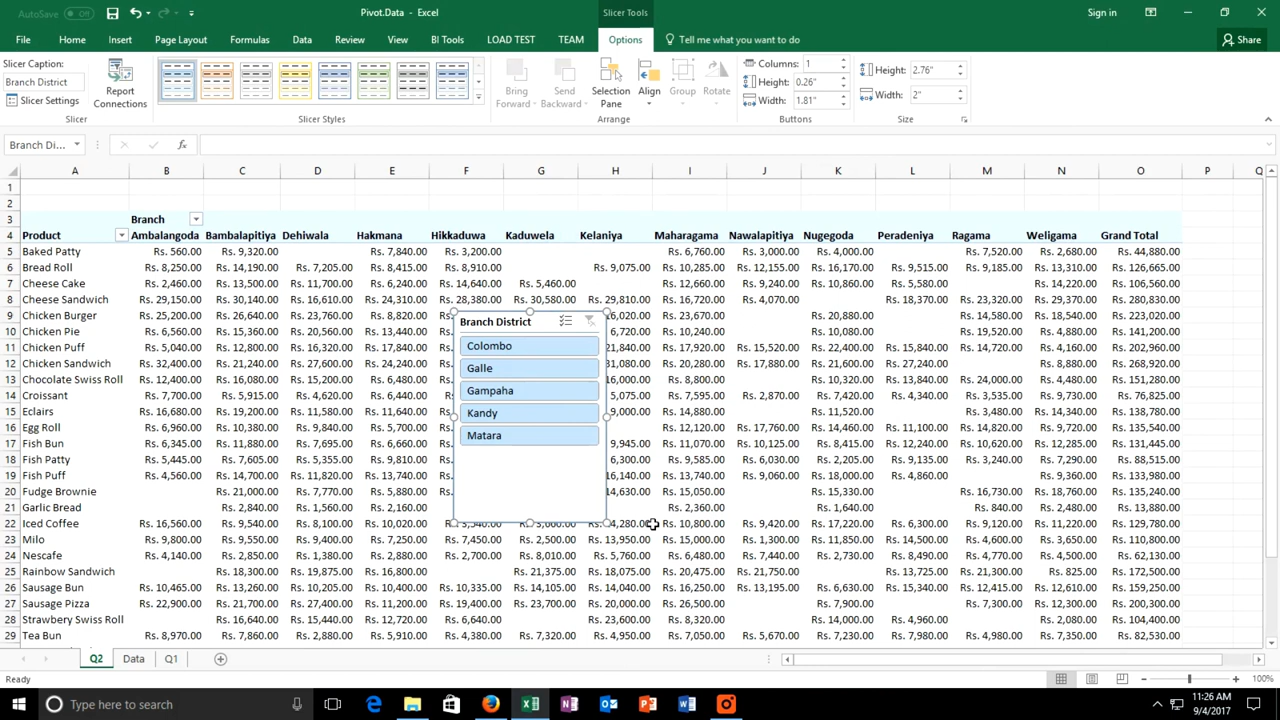 AutoSave Off
Pivot.Data - Excel
Slicer Tools
Sign in
File Home Insert Page Layout Formulas Data Review View BI Tools LOAD TEST TEAM Options Tell me what you want to do Share
Slicer Caption:
Branch District
Slicer Settings
Report Connections
Bring Forward
Send Backward
Selection Pane
Align
Group
Rotate
Columns: 1
Height: 0.26"
Width: 1.81"
Height: 2.76"
Width: 2"
Slicer Slicer Styles Arrange Buttons Size
Branch Di...
A B C D E F G H I J K L M N O P Q
1
2
3 Branch
4 Product Ambalangoda Bambalapitiya Dehiwala Hakmana Hikkaduwa Kaduwela Kelaniya Maharagama Nawalapitiya Nugegoda Peradeniya Ragama Weligama Grand Total
5 Baked Patty Rs. 560.00 Rs. 9,320.00 Rs. 7,840.00 Rs. 3,200.00 Rs. 6,760.00 Rs. 3,000.00 Rs. 4,000.00 Rs. 7,520.00 Rs. 2,680.00 Rs. 44,880.00
6 Bread Roll Rs. 8,250.00 Rs. 14,190.00 Rs. 7,205.00 Rs. 8,415.00 Rs. 8,910.00 Rs. 9,075.00 Rs. 10,285.00 Rs. 12,155.00 Rs. 16,170.00 Rs. 9,515.00 Rs. 9,185.00 Rs. 13,310.00 Rs. 126,665.00
7 Cheese Cake Rs. 2,460.00 Rs. 13,500.00 Rs. 11,700.00 Rs. 6,240.00 Rs. 14,640.00 Rs. 5,460.00 Rs. 12,660.00 Rs. 9,240.00 Rs. 10,860.00 Rs. 5,580.00 Rs. 14,220.00 Rs. 106,560.00
8 Cheese Sandwich Rs. 29,150.00 Rs. 30,140.00 Rs. 16,610.00 Rs. 24,310.00 Rs. 28,380.00 Rs. 30,580.00 Rs. 29,810.00 Rs. 16,720.00 Rs. 4,070.00 Rs. 18,370.00 Rs. 23,320.00 Rs. 29,370.00 Rs. 280,830.00
9 Chicken Burger Rs. 25,200.00 Rs. 26,640.00 Rs. 23,760.00 Rs. 8,820.00 Rs. 23,670.00 Rs. 20,880.00 Rs. 14,580.00 Rs. 18,540.00 Rs. 223,920.00
10 Chicken Pie Rs. 6,560.00 Rs. 15,360.00 Rs. 20,560.00 Rs. 13,440.00 Rs. 10,240.00 Rs. 10,080.00 Rs. 19,520.00 Rs. 4,880.00 Rs. 141,200.00
11 Chicken Puff Rs. 5,040.00 Rs. 12,800.00 Rs. 16,320.00 Rs. 17,840.00 Rs. 17,920.00 Rs. 15,520.00 Rs. 22,400.00 Rs. 15,840.00 Rs. 14,720.00 Rs. 4,160.00 Rs. 202,960.00
12 Chicken Sandwich Rs. 32,400.00 Rs. 21,240.00 Rs. 27,600.00 Rs. 24,240.00 Rs. 20,280.00 Rs. 17,880.00 Rs. 21,600.00 Rs. 27,240.00 Rs. 8,880.00 Rs. 268,920.00
13 Chocolate Swiss Roll Rs. 12,400.00 Rs. 16,080.00 Rs. 15,200.00 Rs. 6,480.00 Rs. 8,800.00 Rs. 10,320.00 Rs. 13,840.00 Rs. 24,000.00 Rs. 4,480.00 Rs. 151,280.00
14 Croissant Rs. 7,700.00 Rs. 5,915.00 Rs. 4,620.00 Rs. 6,440.00 Rs. 7,595.00 Rs. 2,870.00 Rs. 7,420.00 Rs. 4,340.00 Rs. 3,535.00 Rs. 9,730.00 Rs. 76,825.00
15 Eclairs Rs. 16,680.00 Rs. 19,200.00 Rs. 11,580.00 Rs. 11,640.00 Rs. 14,880.00 Rs. 11,520.00 Rs. 3,480.00 Rs. 14,340.00 Rs. 138,780.00
16 Egg Roll Rs. 6,960.00 Rs. 10,380.00 Rs. 9,840.00 Rs. 5,700.00 Rs. 12,120.00 Rs. 17,760.00 Rs. 14,460.00 Rs. 11,100.00 Rs. 14,820.00 Rs. 9,720.00 Rs. 135,540.00
17 Fish Bun Rs. 6,345.00 Rs. 11,880.00 Rs. 7,695.00 Rs. 6,660.00 Rs. 11,070.00 Rs. 10,125.00 Rs. 8,415.00 Rs. 12,240.00 Rs. 10,620.00 Rs. 7,290.00 Rs. 131,445.00
18 Fish Patty Rs. 5,445.00 Rs. 7,605.00 Rs. 5,355.00 Rs. 9,810.00 Rs. 9,585.00 Rs. 6,030.00 Rs. 2,205.00 Rs. 9,135.00 Rs. 3,240.00 Rs. 88,515.00
19 Fish Puff Rs. 4,560.00 Rs. 14,700.00 Rs. 11,820.00 Rs. 13,620.00 Rs. 13,740.00 Rs. 9,060.00 Rs. 18,000.00 Rs. 4,860.00 Rs. 9,360.00 Rs. 133,980.00
20 Fudge Brownie Rs. 21,000.00 Rs. 7,770.00 Rs. 5,880.00 Rs. 15,050.00 Rs. 15,330.00 Rs. 16,730.00 Rs. 18,760.00 Rs. 135,940.00
21 Garlic Bread Rs. 2,840.00 Rs. 1,560.00 Rs. 2,160.00 Rs. 2,360.00 Rs. 1,640.00 Rs. 840.00 Rs. 2,480.00 Rs. 13,880.00
22 Iced Coffee Rs. 16,560.00 Rs. 9,540.00 Rs. 8,100.00 Rs. 10,020.00 Rs. 10,800.00 Rs. 9,420.00 Rs. 17,220.00 Rs. 6,300.00 Rs. 9,120.00 Rs. 11,220.00 Rs. 129,780.00
23 Milo Rs. 9,800.00 Rs. 9,550.00 Rs. 9,400.00 Rs. 7,250.00 Rs. 7,450.00 Rs. 2,500.00 Rs. 13,950.00 Rs. 15,000.00 Rs. 1,300.00 Rs. 11,850.00 Rs. 14,500.00 Rs. 4,600.00 Rs. 3,650.00 Rs. 110,800.00
24 Nescafe Rs. 4,140.00 Rs. 2,850.00 Rs. 1,380.00 Rs. 2,880.00 Rs. 2,700.00 Rs. 8,010.00 Rs. 5,760.00 Rs. 6,480.00 Rs. 7,440.00 Rs. 2,730.00 Rs. 8,490.00 Rs. 4,770.00 Rs. 4,500.00 Rs. 62,130.00
25 Rainbow Sandwich Rs. 18,300.00 Rs. 19,875.00 Rs. 16,800.00 Rs. 21,375.00 Rs. 18,075.00 Rs. 20,475.00 Rs. 21,750.00 Rs. 13,725.00 Rs. 21,300.00 Rs. 825.00 Rs. 172,500.00
26 Sausage Bun Rs. 10,465.00 Rs. 13,260.00 Rs. 10,205.00 Rs. 10,400.00 Rs. 10,335.00 Rs. 14,105.00 Rs. 14,040.00 Rs. 16,250.00 Rs. 13,195.00 Rs. 6,630.00 Rs. 15,340.00 Rs. 12,415.00 Rs. 12,610.00 Rs. 159,250.00
27 Sausage Pizza Rs. 22,900.00 Rs. 21,700.00 Rs. 27,400.00 Rs. 11,200.00 Rs. 19,400.00 Rs. 23,700.00 Rs. 20,000.00 Rs. 26,500.00 Rs. 7,900.00 Rs. 7,300.00 Rs. 12,300.00 Rs. 200,300.00
28 Strawbery Swiss Roll Rs. 16,640.00 Rs. 15,440.00 Rs. 12,720.00 Rs. 6,640.00 Rs. 23,600.00 Rs. 8,320.00 Rs. 14,000.00 Rs. 4,960.00 Rs. 2,080.00 Rs. 104,400.00
29 Tea Bun Rs. 8,970.00 Rs. 7,860.00 Rs. 2,880.00 Rs. 5,910.00 Rs. 4,380.00 Rs. 7,320.00 Rs. 4,950.00 Rs. 7,050.00 Rs. 5,670.00 Rs. 7,230.00 Rs. 7,980.00 Rs. 4,980.00 Rs. 7,350.00 Rs. 82,530.00
Branch District
Colombo
Galle
Gampaha
Kandy
Matara
Q2 Data Q1
Ready
100%
Type here to search
11:26 AM
9/4/2017